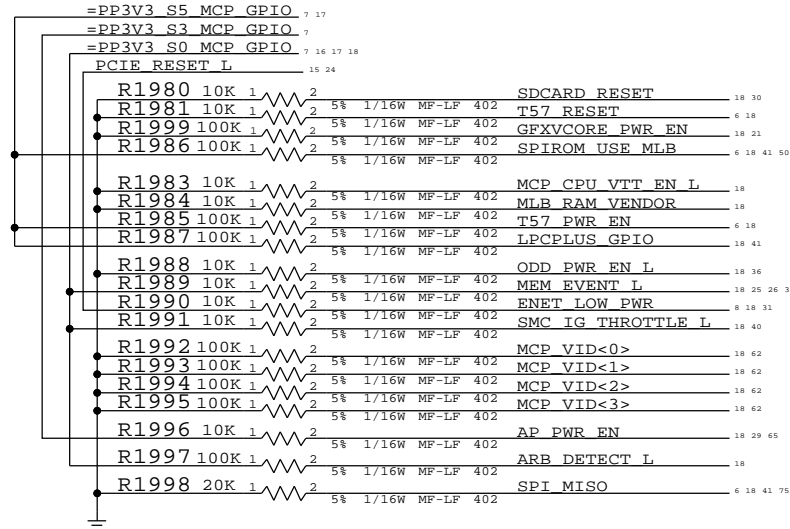 =PP3V3_S5_MCP_GPIO 7 17
=PP3V3_S3_MCP_GPIO 7
=PP3V3_S0_MCP_GPIO 7 16 17 18
PCIE_RESET_L 15 24
R1980 10K 1 2 5% 1/16W MF-LF 402 SDCARD_RESET 18 30
R1981 10K 1 2 5% 1/16W MF-LF 402 T57_RESET 6 18
R1999 100K 1 2 5% 1/16W MF-LF 402 GFXVCORE_PWR_EN 18 21
R1986 100K 1 2 5% 1/16W MF-LF 402 SPIROM_USE_MLB 6 18 41 50
R1983 10K 1 2 5% 1/16W MF-LF 402 MCP_CPU_VTT_EN_L 18
R1984 10K 1 2 5% 1/16W MF-LF 402 MLB_RAM_VENDOR 18
R1985 100K 1 2 5% 1/16W MF-LF 402 T57_PWR_EN 6 18
R1987 100K 1 2 5% 1/16W MF-LF 402 LPCPLUS_GPIO 18 41
R1988 10K 1 2 5% 1/16W MF-LF 402 ODD_PWR_EN_L 18 36
R1989 10K 1 2 5% 1/16W MF-LF 402 MEM_EVENT_L 18 25 26 3
R1990 10K 1 2 5% 1/16W MF-LF 402 ENET_LOW_PWR 8 18 31
R1991 10K 1 2 5% 1/16W MF-LF 402 SMC_IG_THROTTLE_L 18 40
R1992 100K 1 2 5% 1/16W MF-LF 402 MCP_VID<0> 18 62
R1993 100K 1 2 5% 1/16W MF-LF 402 MCP_VID<1> 18 62
R1994 100K 1 2 5% 1/16W MF-LF 402 MCP_VID<2> 18 62
R1995 100K 1 2 5% 1/16W MF-LF 402 MCP_VID<3> 18 62
R1996 10K 1 2 5% 1/16W MF-LF 402 AP_PWR_EN 18 29 65
R1997 100K 1 2 5% 1/16W MF-LF 402 ARB_DETECT_L 18
R1998 20K 1 2 5% 1/16W MF-LF 402 SPI_MISO 6 18 41 75